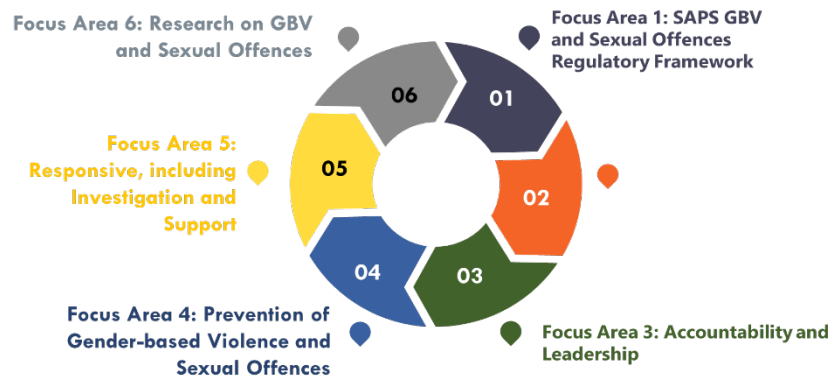 Focus Area 1: SAPS GBV
and Sexual Offences
Regulatory Framework
01
02
03
Focus Area 3: Accountability and
Leadership
04
Focus Area 4: Prevention of
Gender-based Violence and
Sexual Offences
05
Focus Area 5:
Responsive, including
Investigation and
Support
06
Focus Area 6: Research on GBV
and Sexual Offences